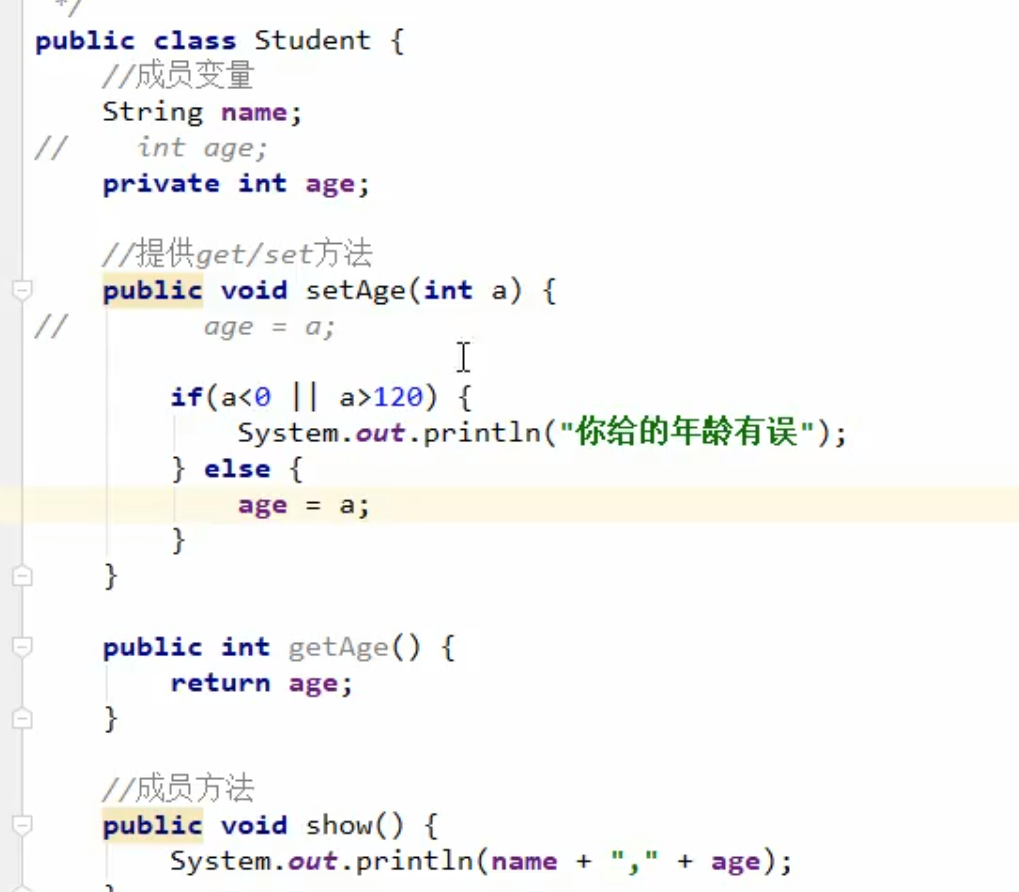 */
public class Student {
//成员变量
String name;
// int age;
private int age;
//提供get/set方法
public void setAge(int a) {
// age = a;
if(a<0 || a>120) {
System.out.println("你给的年龄有误");
} else {
age = a;
}
}
public int getAge() {
return age;
}
//成员方法
public void show() {
System.out.println(name + "," + age);
}